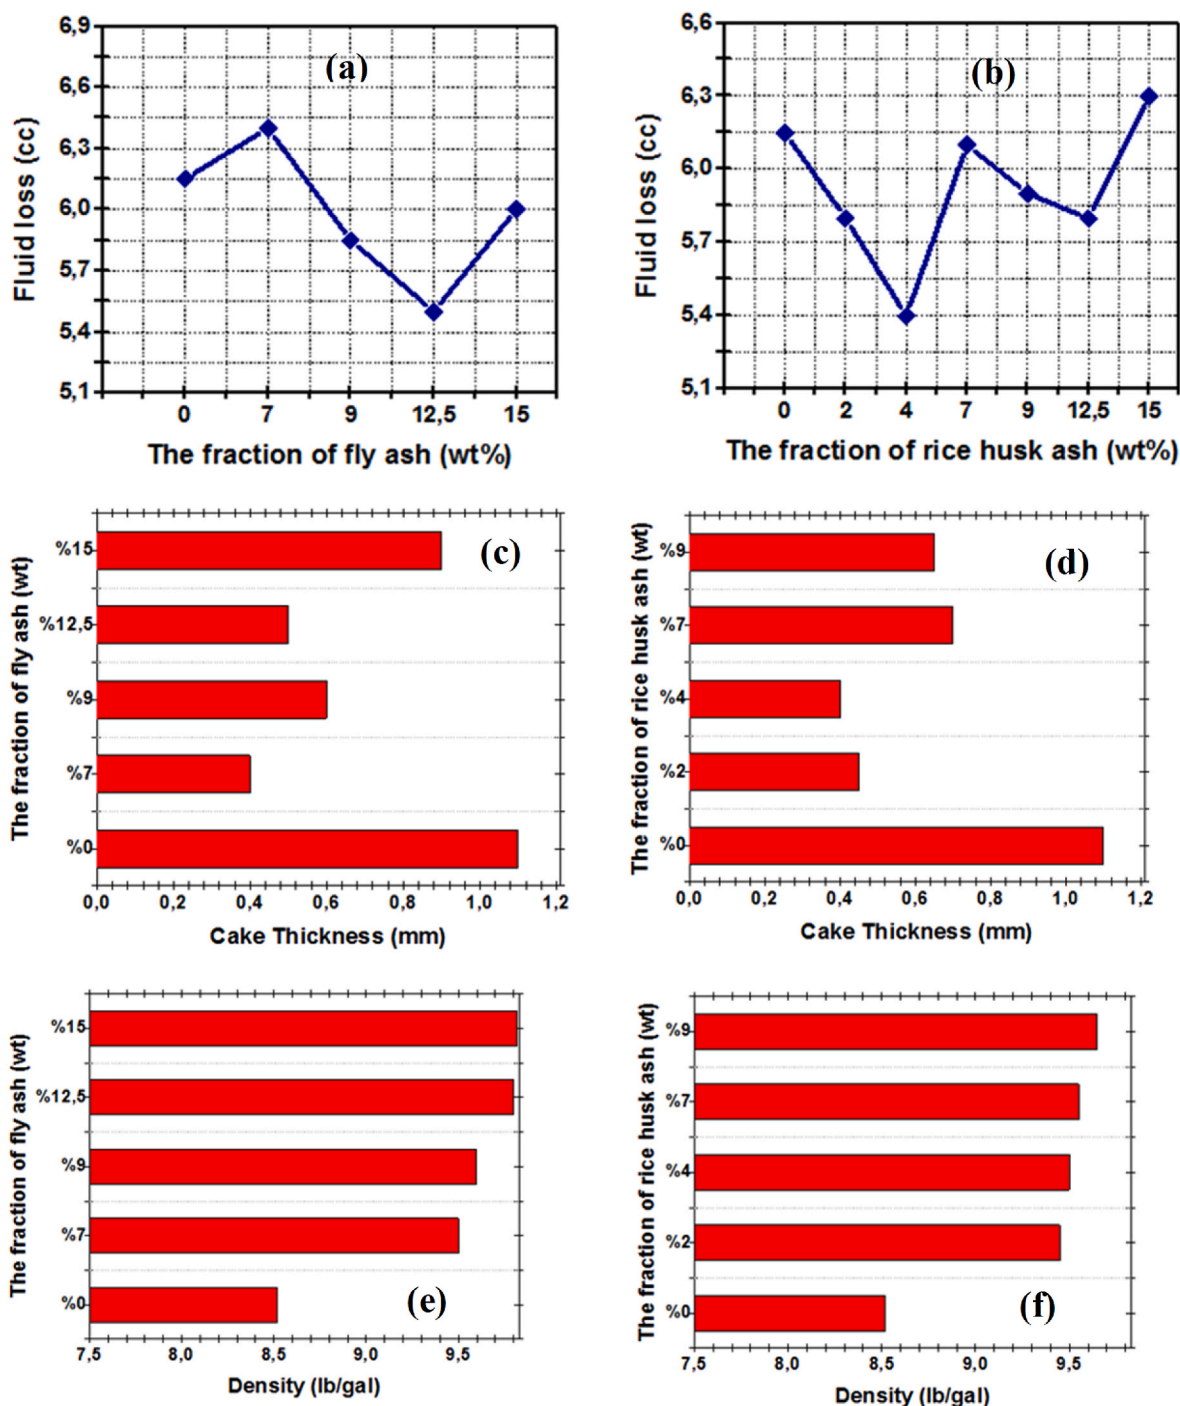 (a)
Fluid loss (cc)
6,9
6,6
6,3
6,0
5,7
5,4
5,1
0 7 9 12,5 15
The fraction of fly ash (wt%)
(b)
Fluid loss (cc)
6,6
6,3
6,0
5,7
5,4
5,1
0 2 4 7 9 12,5 15
The fraction of rice husk ash (wt%)
(c)
The fraction of fly ash (wt)
%15
%12,5
%9
%7
%0
0,0 0,2 0,4 0,6 0,8 1,0 1,2
Cake Thickness (mm)
(d)
The fraction of rice husk ash (wt)
%9
%7
%4
%2
%0
0,0 0,2 0,4 0,6 0,8 1,0 1,2
Cake Thickness (mm)
(e)
The fraction of fly ash (wt)
%15
%12,5
%9
%7
%0
7,5 8,0 8,5 9,0 9,5
Density (lb/gal)
(f)
The fraction of rice husk ash (wt)
%9
%7
%4
%2
%0
7,5 8,0 8,5 9,0 9,5
Density (lb/gal)